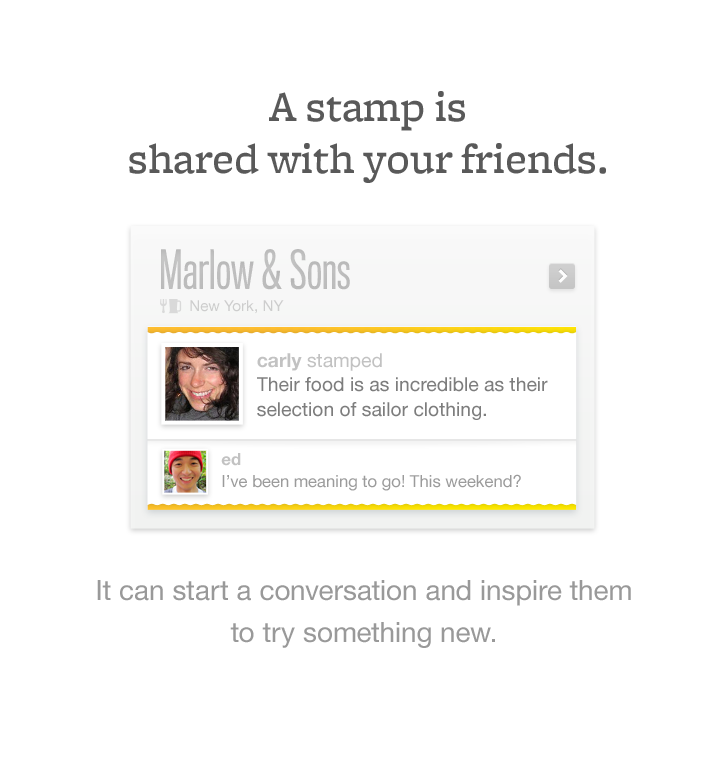 A stamp is
shared with your friends.
Marlow & Sons
New York, NY
carly stamped
Their food is as incredible as their
selection of sailor clothing.
ed
I've been meaning to go! This weekend?
It can start a conversation and inspire them
to try something new.